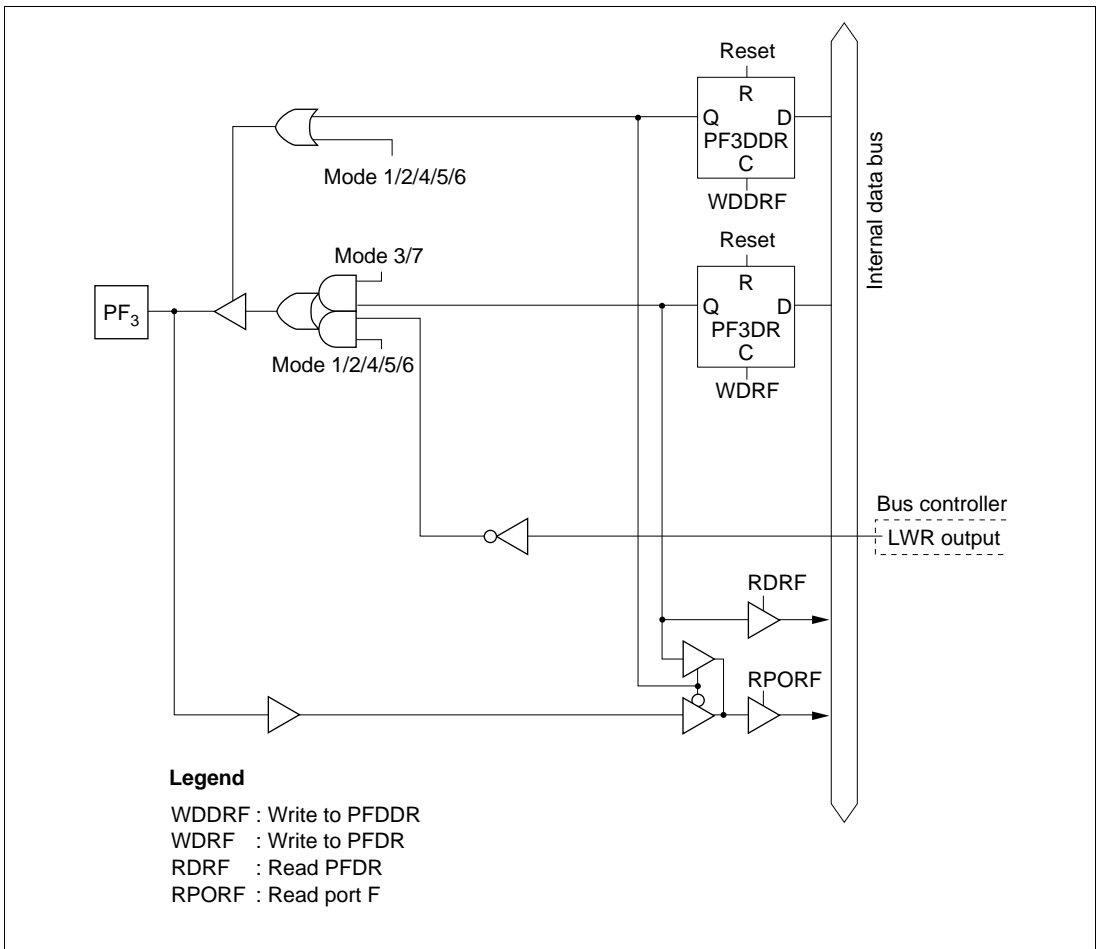 Reset
R
Q D
PF3DDR
C
Mode 1/2/4/5/6
WDDRF
Internal data bus
Reset
Mode 3/7
R
Q D
PF3
PF3DR
C
Mode 1/2/4/5/6
WDRF
Bus controller
LWR output
RDRF
RPORF
Legend
WDDRF : Write to PFDDR
WDRF : Write to PFDR
RDRF : Read PFDR
RPORF : Read port F